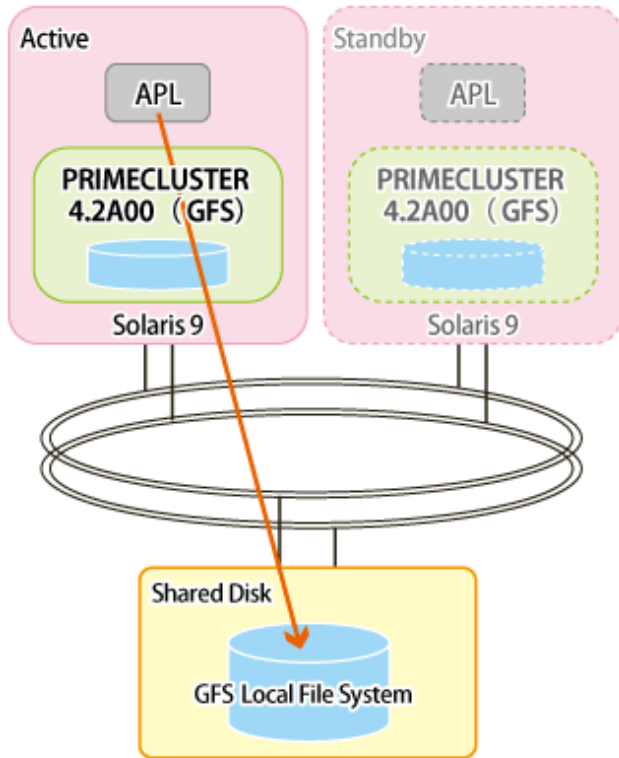 Active
APL
PRIMECLUSTER
4.2A00 (GFS)
Solaris 9
Standby
APL
PRIMECLUSTER
4.2A00 (GFS)
Solaris 9
Shared Disk
GFS Local File System